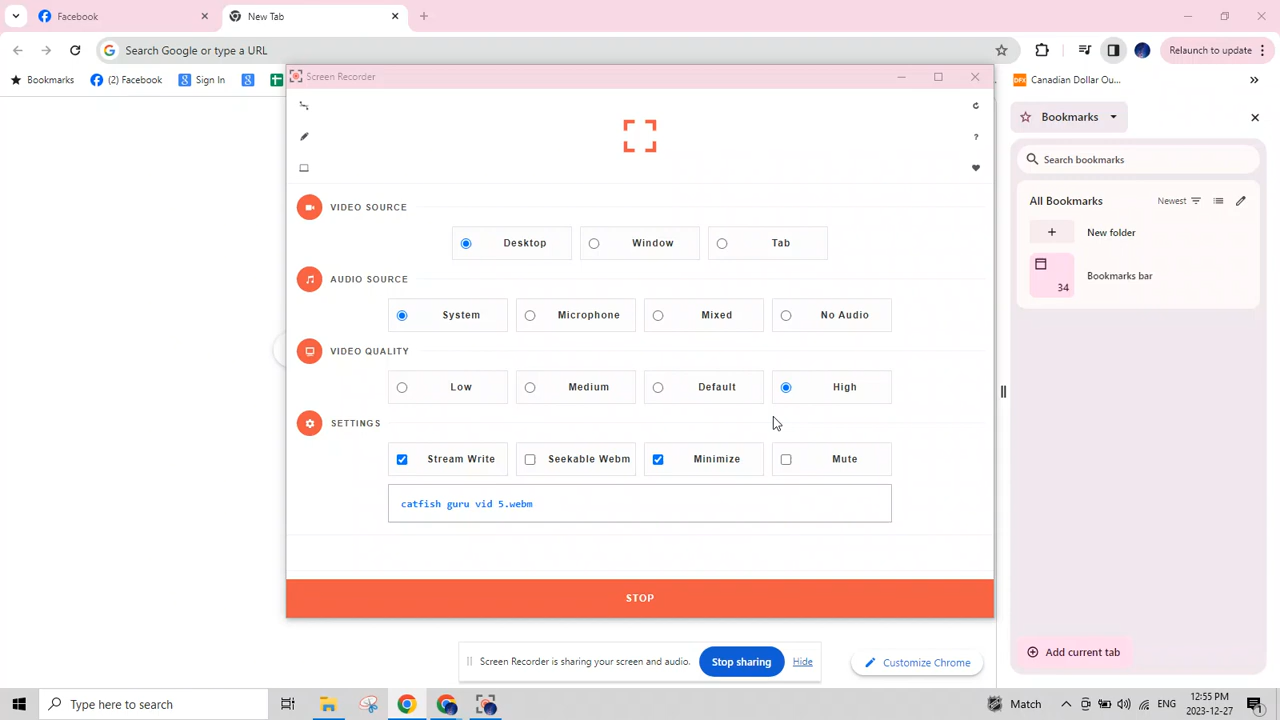 Facebook
New Tab
Search Google or type a URL
Relaunch to update
Bookmarks
(2) Facebook
Sign In
Canadian Dollar Ou...
Screen Recorder
Bookmarks
Search bookmarks
All Bookmarks
Newest
New folder
Bookmarks bar
34
VIDEO SOURCE
Desktop
Window
Tab
AUDIO SOURCE
System
Microphone
Mixed
No Audio
VIDEO QUALITY
Low
Medium
Default
High
SETTINGS
Stream Write
Seekable Webm
Minimize
Mute
catfish guru vid 5.webm
STOP
Screen Recorder is sharing your screen and audio.
Stop sharing
Hide
Customize Chrome
Add current tab
Type here to search
Match
ENG
12:55 PM
2023-12-27